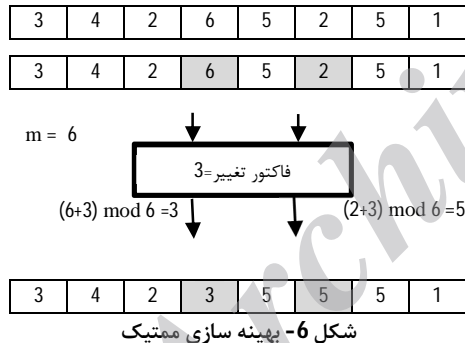 3 4 2 6 5 2 5 1
3 4 2 6 5 2 5 1
m = 6
فاکتور تغییر=3
(6+3) mod 6 =3 (2+3) mod 6 =5
3 4 2 3 5 5 5 1
شکل 6- بهینه سازی ممتیک